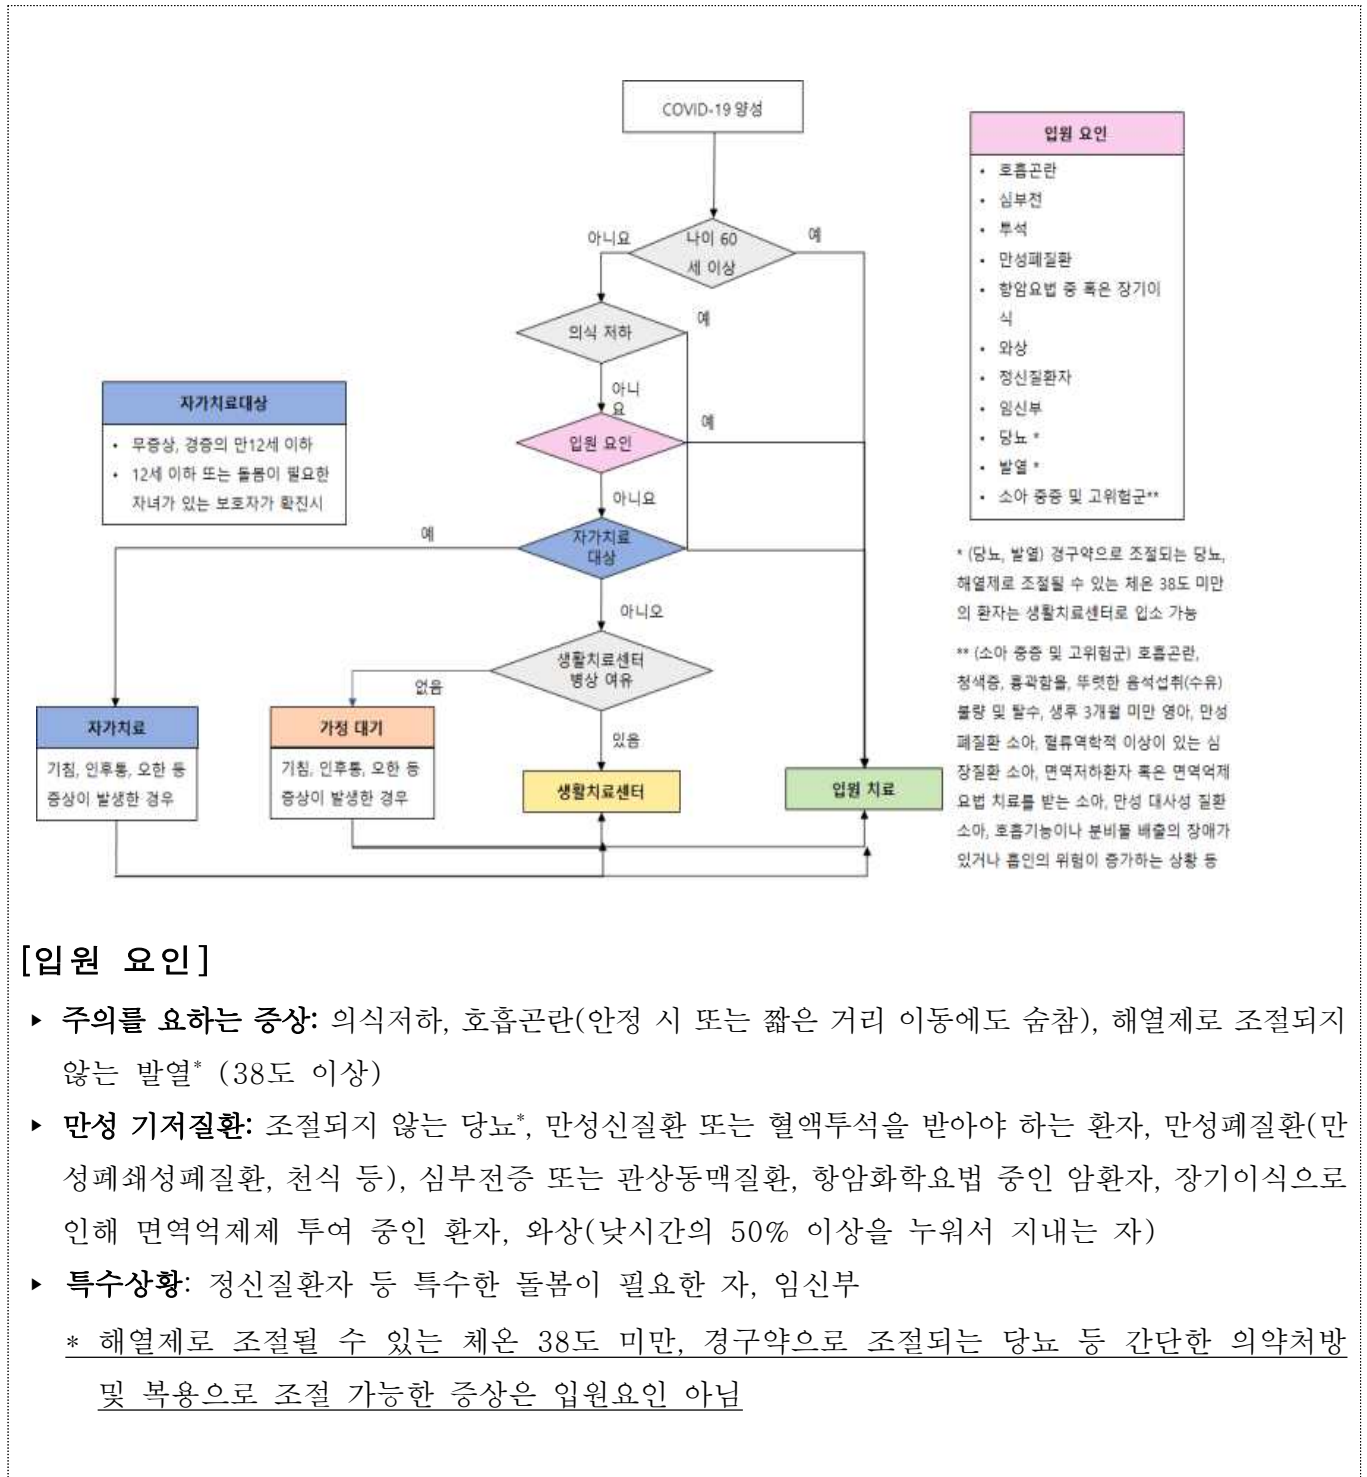 COVID-19 양성
나이 60
세 이상
아니요
예
의식 저하
예
아니
요
입원 요인
예
아니요
자가치료
대상
예
아니오
생활치료센터
병상 여유
없음
있음
자가치료대상
• 무증상, 경증의 만12세 이하
• 12세 이하 또는 돌봄이 필요한
자녀가 있는 보호자가 확진시
자가치료
기침, 인후통, 오한 등
증상이 발생한 경우
가정 대기
기침, 인후통, 오한 등
증상이 발생한 경우
생활치료센터
입원 치료
입원 요인
• 호흡곤란
• 심부전
• 투석
• 만성폐질환
• 항암요법 중 혹은 장기이
식
• 와상
• 정신질환자
• 임신부
• 당뇨 *
• 발열 *
• 소아 중증 및 고위험군**
* (당뇨, 발열) 경구약으로 조절되는 당뇨,
해열제로 조절될 수 있는 체온 38도 미만
의 환자는 생활치료센터로 입소 가능
** (소아 중증 및 고위험군) 호흡곤란,
청색증, 흉곽함몰, 뚜렷한 음식섭취(수유)
불량 및 탈수, 생후 3개월 미만 영아, 만성
폐질환 소아, 혈류역학적 이상이 있는 심
장질환 소아, 면역저하환자 혹은 면역억제
요법 치료를 받는 소아, 만성 대사성 질환
소아, 호흡기능이나 분비물 배출의 장애가
있거나 흡인의 위험이 증가하는 상황 등
[입원 요인]
▸ 주의를 요하는 증상: 의식저하, 호흡곤란(안정 시 또는 짧은 거리 이동에도 숨참), 해열제로 조절되지
않는 발열* (38도 이상)
▸ 만성 기저질환: 조절되지 않는 당뇨*, 만성신질환 또는 혈액투석을 받아야 하는 환자, 만성폐질환(만
성폐쇄성폐질환, 천식 등), 심부전증 또는 관상동맥질환, 항암화학요법 중인 암환자, 장기이식으로
인해 면역억제제 투여 중인 환자, 와상(낮시간의 50% 이상을 누워서 지내는 자)
▸ 특수상황: 정신질환자 등 특수한 돌봄이 필요한 자, 임신부
* 해열제로 조절될 수 있는 체온 38도 미만, 경구약으로 조절되는 당뇨 등 간단한 의약처방
및 복용으로 조절 가능한 증상은 입원요인 아님